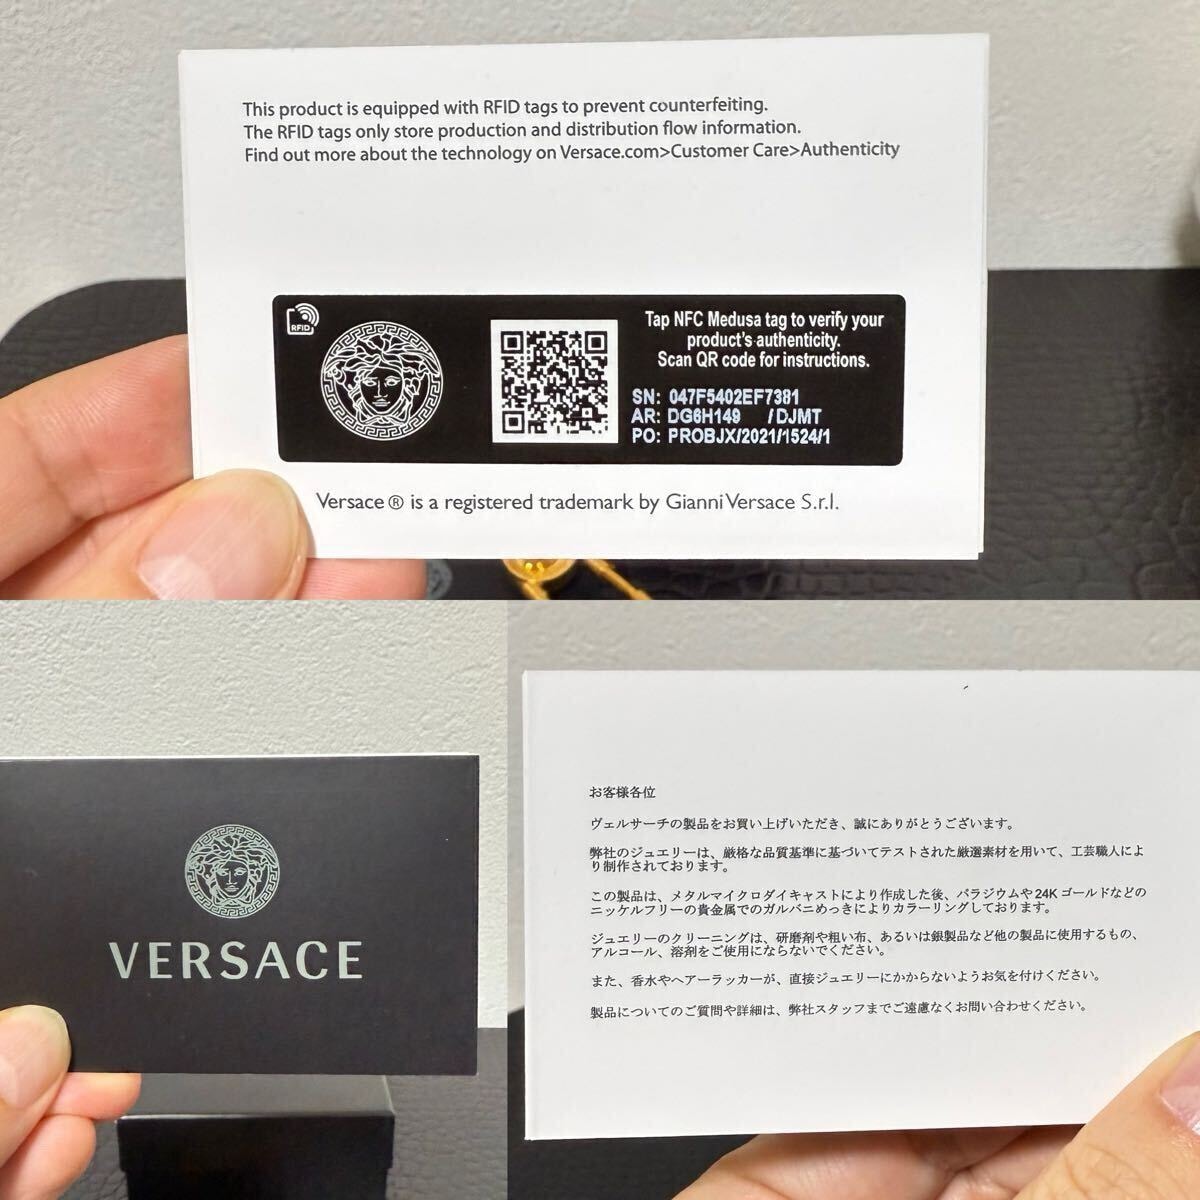 This product is equipped with RFID tags to prevent counterfeiting.
The RFID tags only store production and distribution flow information.
Find out more about the technology on Versace.com>Customer Care>Authenticity
RFID
Tap NFC Medusa tag to verify your
product's authenticity.
Scan QR code for instructions.
SN: 047F5402EF7381
AR: DG6H149 /DJMT
PO: PROBJX/2021/1524/1
Versace ® is a registered trademark by Gianni Versace S.r.l.
VERSACE
お客様各位
ヴェルサーチの製品をお買い上げいただき、誠にありがとうございます。
弊社のジュエリーは、厳格な品質基準に基づいてテストされた厳選素材を用いて、工芸職人によ
り制作されております。
この製品は、メタルマイクロダイキャストにより作成した後、パラジウムや24Kゴールドなどの
ニッケルフリーの貴金属でのガルバニめっきによりカラーリングしております。
ジュエリーのクリーニングは、研磨剤や粗い布、あるいは銀製品など他の製品に使用するもの、
アルコール、溶剤をご使用にならないでください。
また、香水やヘアーラッカーが、直接ジュエリーにかからないようお気を付けください。
製品についてのご質問や詳細は、弊社スタッフまでご遠慮なくお問い合わせください。